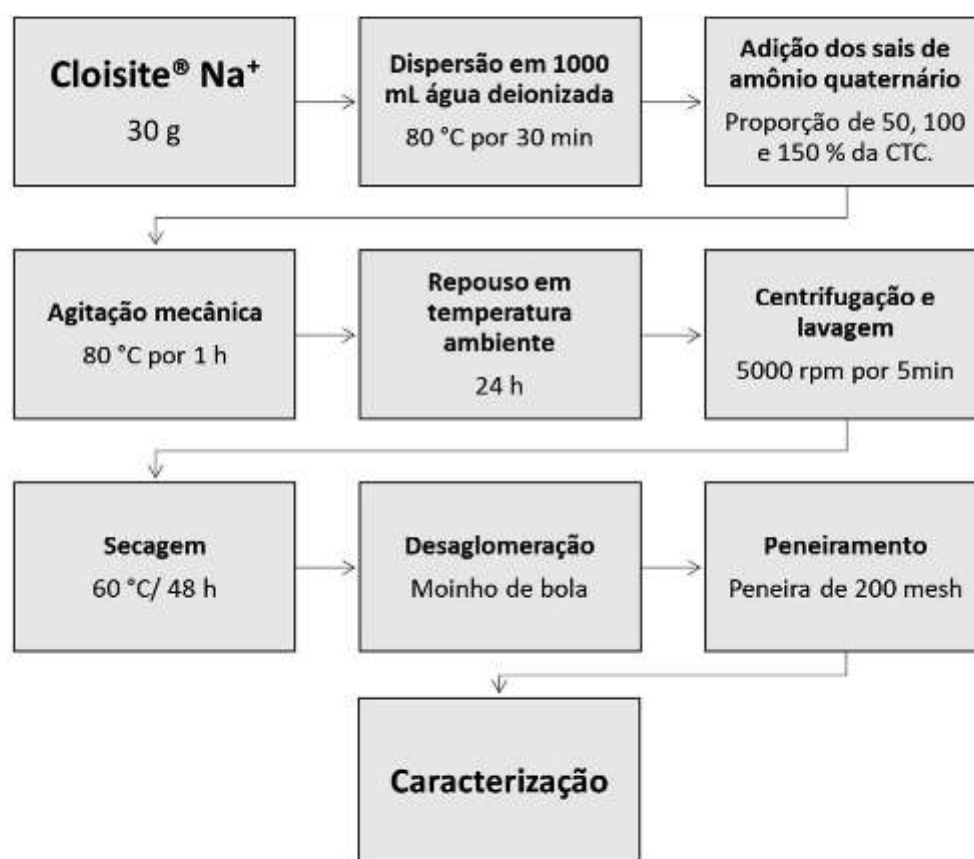 Cloisite® Na⁺
30 g
Dispersão em 1000
mL água deionizada
80 °C por 30 min
Adição dos sais de
amônio quaternário
Proporção de 50, 100
e 150 % da CTC.
Agitação mecânica
80 °C por 1 h
Repouso em
temperatura
ambiente
24 h
Centrifugação e
lavagem
5000 rpm por 5min
Secagem
60 °C/ 48 h
Desaglomeração
Moinho de bola
Peneiramento
Peneira de 200 mesh
Caracterização